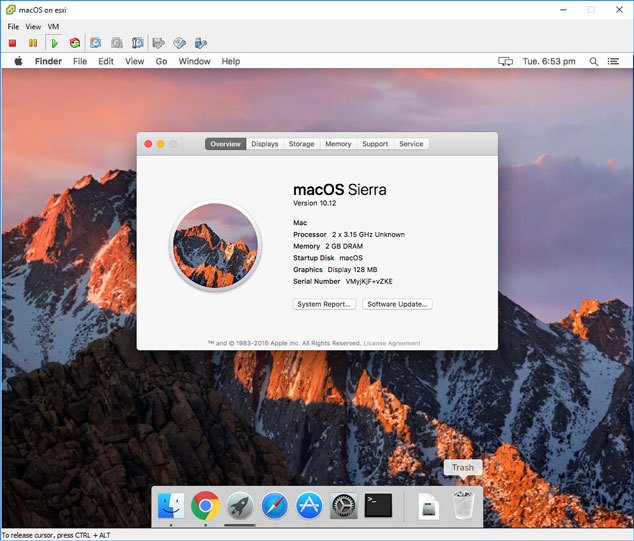 macOS on esxi
File View VM
Finder File Edit View Go Window Help Tue. 6:53 pm
Overview Displays Storage Memory Support Service
macOS Sierra
Version 10.12
Mac
Processor 2 x 3.15 GHz Unknown
Memory 2 GB DRAM
Startup Disk macOS
Graphics Display 128 MB
Serial Number VMyjKjF+vZKE
System Report... Software Update...
™ and © 1983-2016 Apple Inc. All Rights Reserved. License Agreement
Trash
To release cursor, press CTRL + ALT